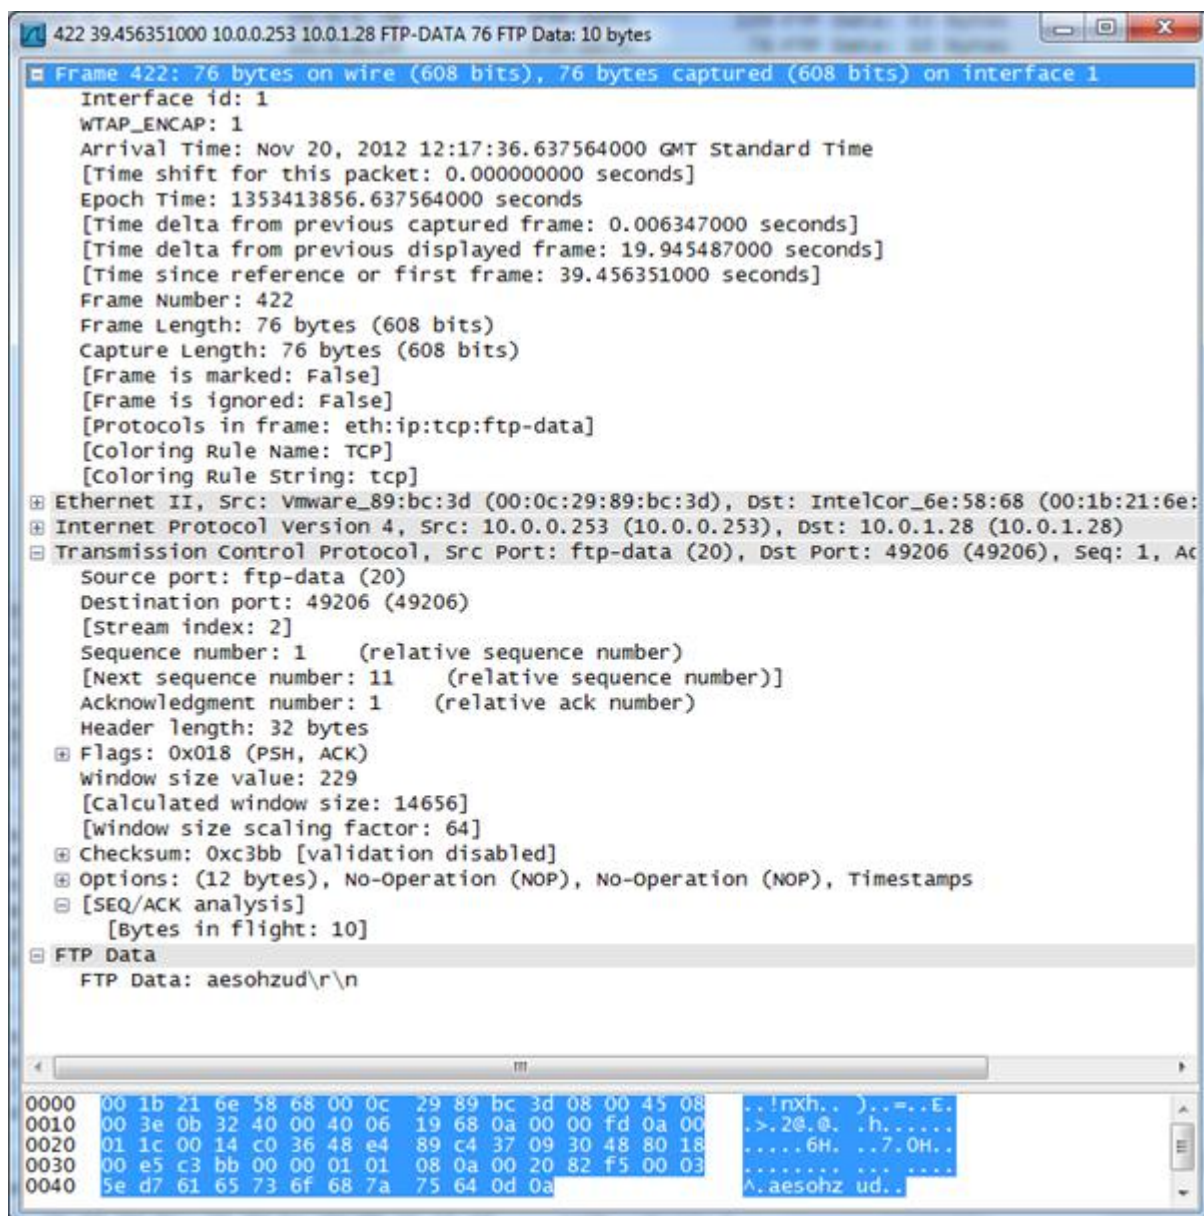 422 39.456351000 10.0.0.253 10.0.1.28 FTP-DATA 76 FTP Data: 10 bytes
Frame 422: 76 bytes on wire (608 bits), 76 bytes captured (608 bits) on interface 1
Interface id: 1
WTAP_ENCAP: 1
Arrival Time: Nov 20, 2012 12:17:36.637564000 GMT Standard Time
[Time shift for this packet: 0.000000000 seconds]
Epoch Time: 1353413856.637564000 seconds
[Time delta from previous captured frame: 0.006347000 seconds]
[Time delta from previous displayed frame: 19.945487000 seconds]
[Time since reference or first frame: 39.456351000 seconds]
Frame Number: 422
Frame Length: 76 bytes (608 bits)
Capture Length: 76 bytes (608 bits)
[Frame is marked: False]
[Frame is ignored: False]
[Protocols in frame: eth:ip:tcp:ftp-data]
[Coloring Rule Name: TCP]
[Coloring Rule String: tcp]
Ethernet II, Src: Vmware_89:bc:3d (00:0c:29:89:bc:3d), Dst: IntelCor_6e:58:68 (00:1b:21:6e:
Internet Protocol Version 4, Src: 10.0.0.253 (10.0.0.253), Dst: 10.0.1.28 (10.0.1.28)
Transmission Control Protocol, Src Port: ftp-data (20), Dst Port: 49206 (49206), Seq: 1, Ac
Source port: ftp-data (20)
Destination port: 49206 (49206)
[Stream index: 2]
Sequence number: 1 (relative sequence number)
[Next sequence number: 11 (relative sequence number)]
Acknowledgment number: 1 (relative ack number)
Header length: 32 bytes
Flags: 0x018 (PSH, ACK)
Window size value: 229
[Calculated window size: 14656]
[Window size scaling factor: 64]
Checksum: 0xc3bb [validation disabled]
Options: (12 bytes), No-Operation (NOP), No-Operation (NOP), Timestamps
[SEQ/ACK analysis]
[Bytes in flight: 10]
FTP Data
FTP Data: aesohzud\r\n
0000 00 1b 21 6e 58 68 00 0c 29 89 bc 3d 08 00 45 08 ..!nXh.. )..=..E.
0010 00 3e 0b 32 40 00 40 06 19 68 0a 00 00 fd 0a 00 .>.2@.@. .h......
0020 01 1c 00 14 c0 36 48 e4 89 c4 37 09 30 48 80 18 .....6H. ..7.0H..
0030 00 e5 c3 bb 00 00 01 01 08 0a 00 20 82 f5 00 03 ........ ... ....
0040 5e d7 61 65 73 6f 68 7a 75 64 0d 0a ^.aesohz ud..